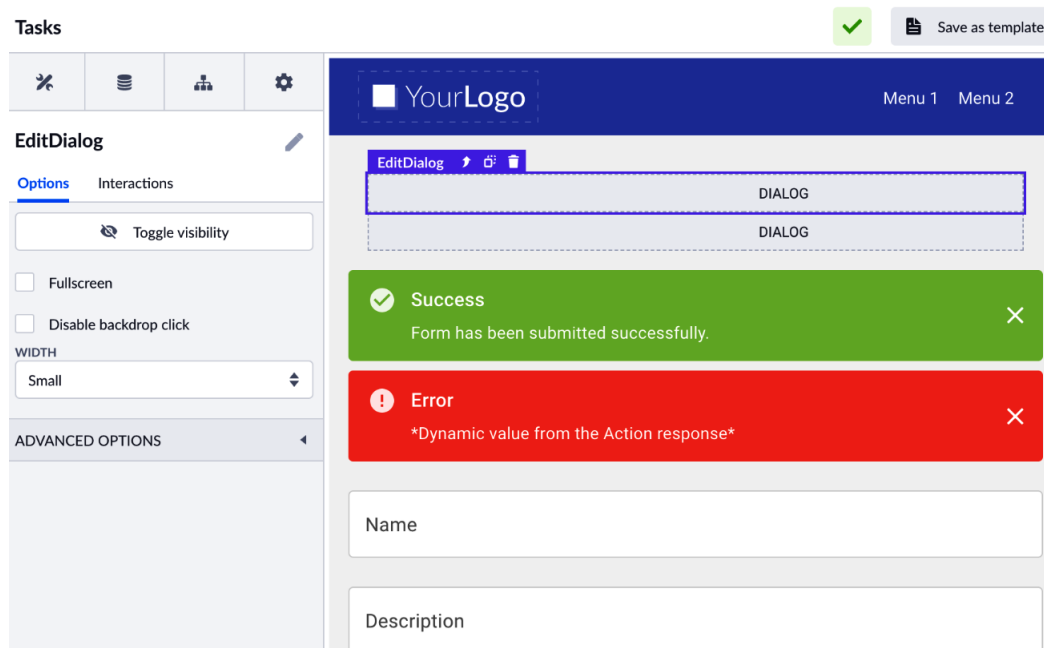 Tasks
Save as template
EditDialog
Options Interactions
Toggle visibility
Fullscreen
Disable backdrop click
WIDTH
Small
ADVANCED OPTIONS
YourLogo
Menu 1 Menu 2
EditDialog
DIALOG
DIALOG
Success
Form has been submitted successfully.
Error
*Dynamic value from the Action response*
Name
Description